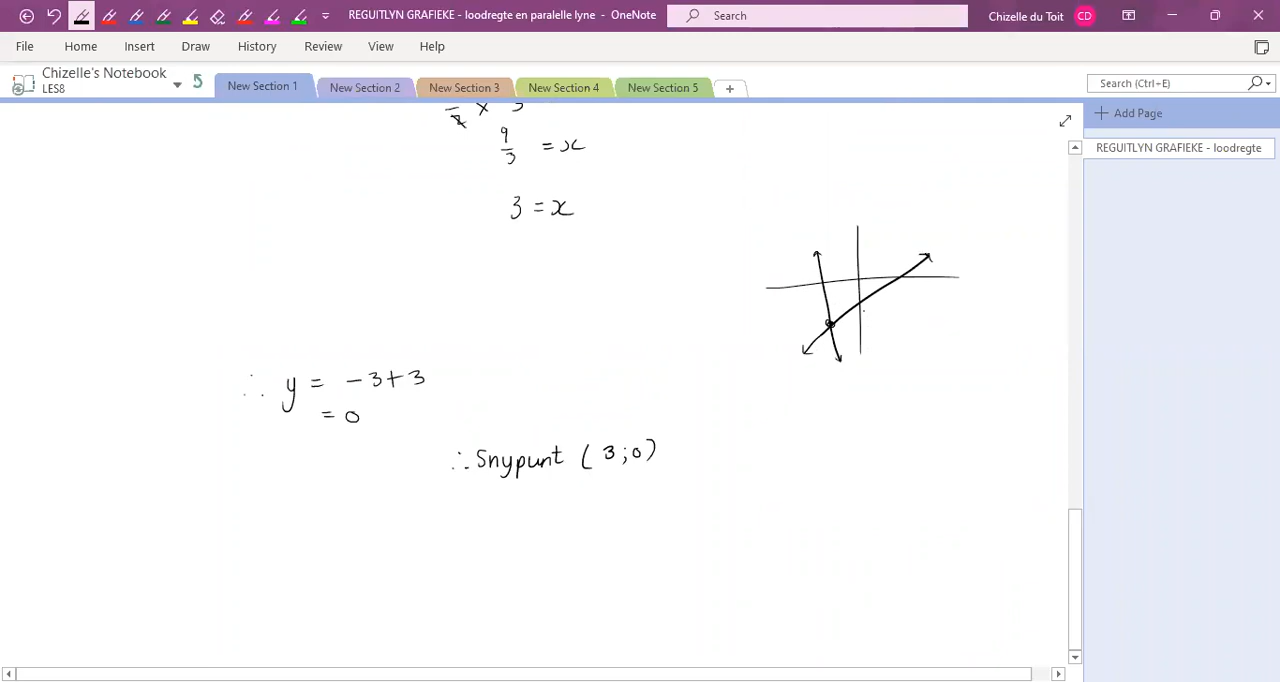 REGUITLYN GRAFIEKE - loodregte en paralelle lyne - OneNote
Search
Chizelle du Toit
CD
File Home Insert Draw History Review View Help
Chizelle's Notebook
LES8
New Section 1
New Section 2
New Section 3
New Section 4
New Section 5
+
Search (Ctrl+E)
Add Page
REGUITLYN GRAFIEKE - loodregte
9/3 = x
3 = x
∴ y = -3+3
= 0
∴ Snypunt (3;0)